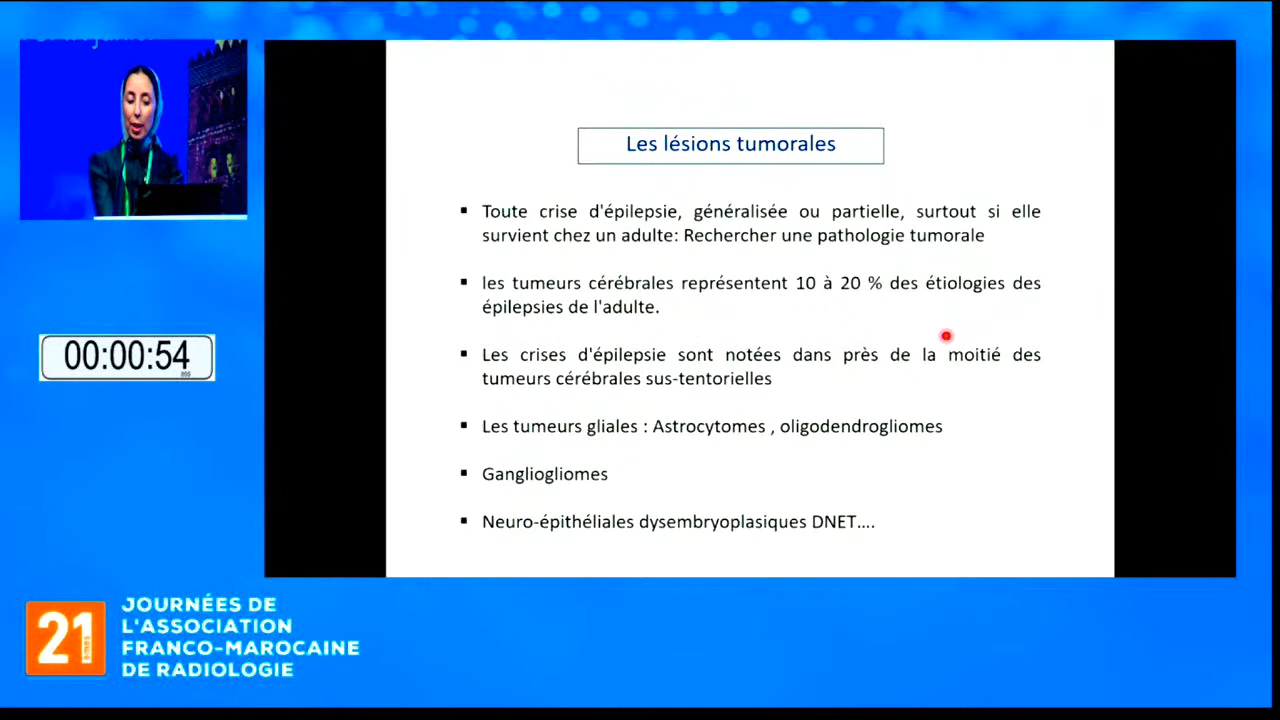 Les lésions tumorales
▪ Toute crise d'épilepsie, généralisée ou partielle, surtout si elle
survient chez un adulte: Rechercher une pathologie tumorale
▪ les tumeurs cérébrales représentent 10 à 20 % des étiologies des
épilepsies de l'adulte.
▪ Les crises d'épilepsie sont notées dans près de la moitié des
tumeurs cérébrales sus-tentorielles
▪ Les tumeurs gliales : Astrocytomes , oligodendrogliomes
▪ Gangliogliomes
▪ Neuro-épithéliales dysembryoplasiques DNET....
00:00:54
21
èmes
JOURNÉES DE
L'ASSOCIATION
FRANCO-MAROCAINE
DE RADIOLOGIE